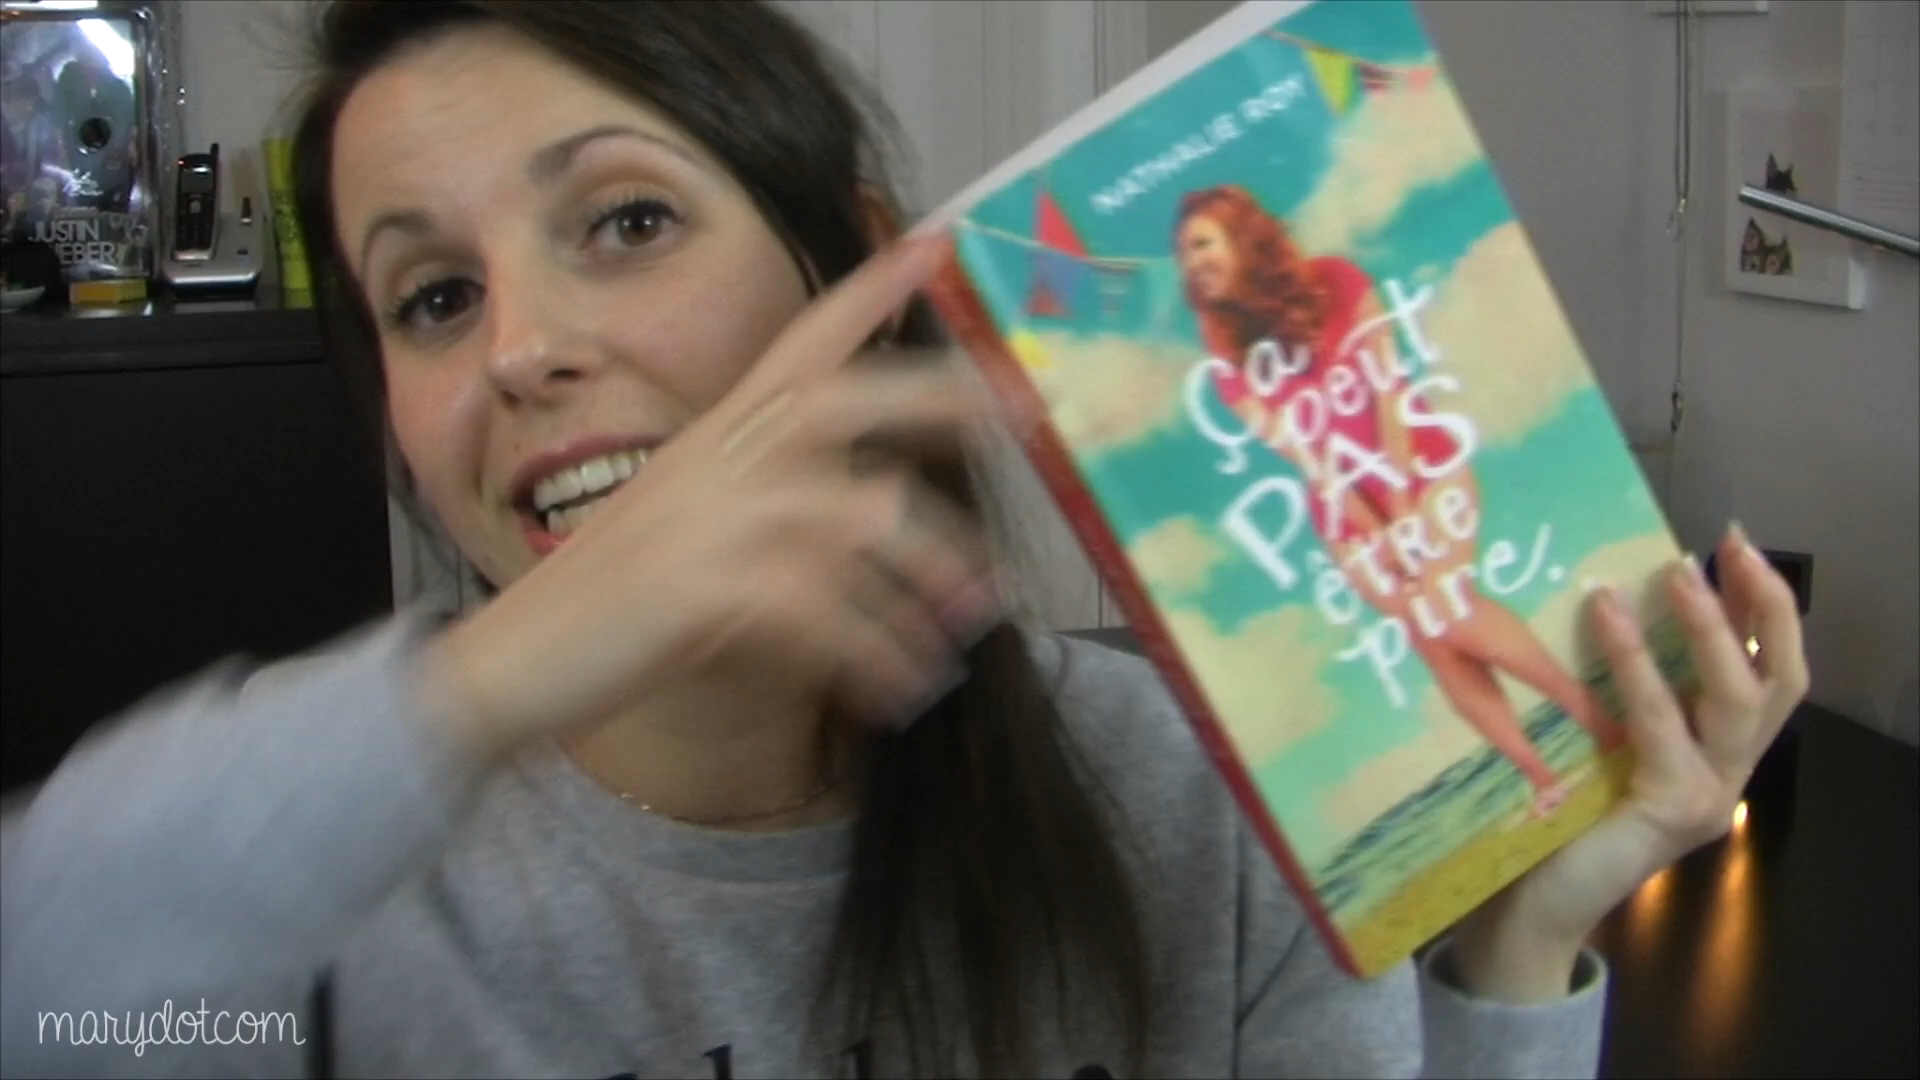 NATHALIE ROY
Ça
peut
PAS
être
pire.
JUSTIN
BIEBER
marydotcom